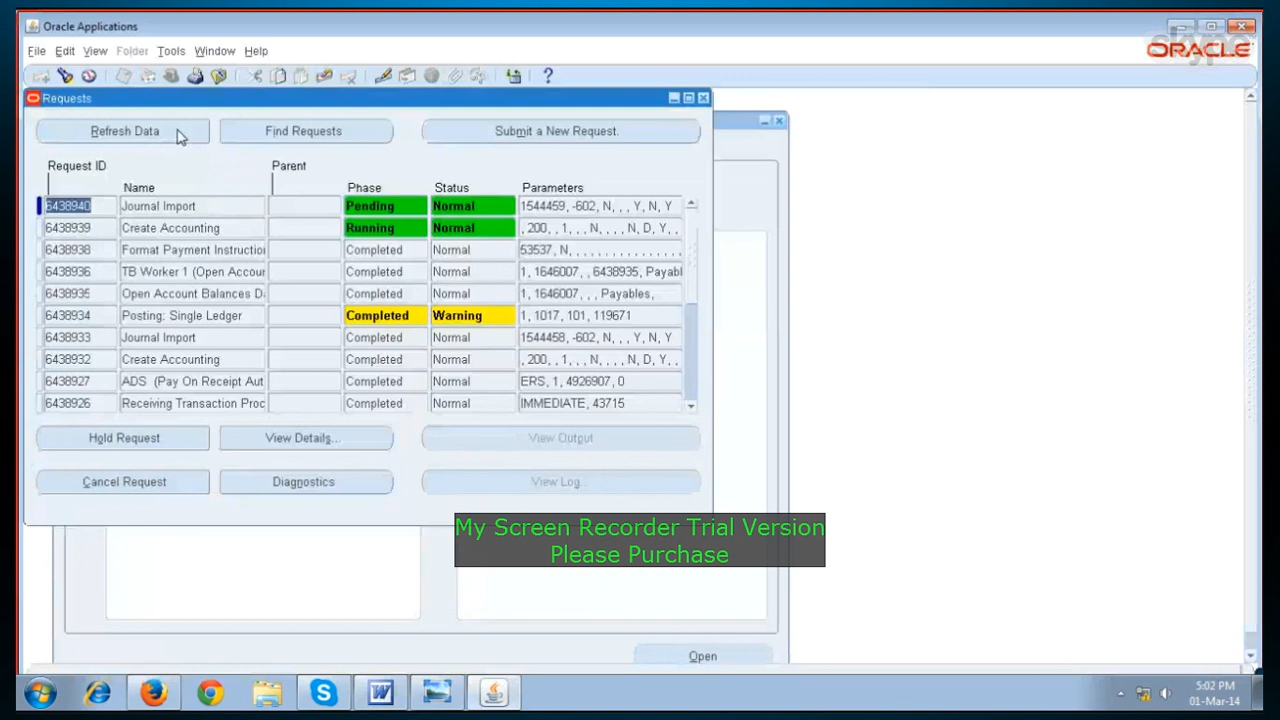 Oracle Applications
skype
File Edit View Folder Tools Window Help
ORACLE
Requests
Refresh Data Find Requests Submit a New Request.
Request ID Parent
Name Phase Status Parameters
6438940 Journal Import Pending Normal 1544459, -602, N, , , Y, N, Y
6438939 Create Accounting Running Normal , 200, , 1, , , N, , , , N, D, Y, ,
6438938 Format Payment Instruction Completed Normal 53537, N, , , , , , , , , , , , , , , ,
6438936 TB Worker 1 (Open Accour Completed Normal 1, 1646007, , 6438935, Payabl
6438935 Open Account Balances D Completed Normal 1, 1646007, , , Payables,
6438934 Posting: Single Ledger Completed Warning 1, 1017, 101, 119671
6438933 Journal Import Completed Normal 1544458, -602, N, , , Y, N, Y
6438932 Create Accounting Completed Normal , 200, , 1, , , N, , , , N, D, Y, ,
6438927 ADS (Pay On Receipt Aut Completed Normal ERS, 1, 4926907, 0
6438926 Receiving Transaction Proc Completed Normal IMMEDIATE, 43715
Hold Request View Details... View Output
Cancel Request Diagnostics View Log...
My Screen Recorder Trial Version
Please Purchase
Open
5:02 PM
01-Mar-14